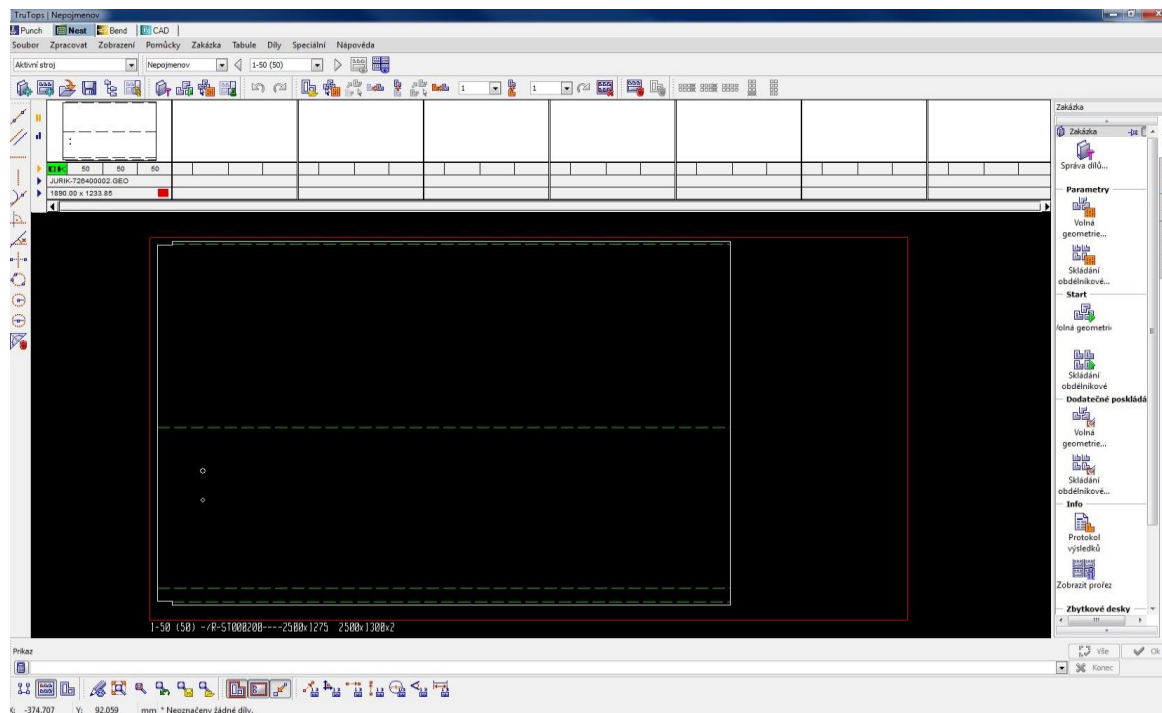 TruTops | Nepojmenov
Punch Nest Bend CAD
Soubor Zpracovat Zobrazení Pomůcky Zakázka Tabule Díly Speciální Nápověda
Aktivní stroj Nepojmenov 1-50 (50)
1 1
Zakázka
Zakázka
50 50 50
JURIK-726400002.GEO
1890.00 x 1233.85
Správa dílů...
Parametry
Volná
geometrie...
Skládání
obdélníkové...
Start
Volná geometri
Skládání
obdélníkové
Dodatečné poskládá
Volná
geometrie...
Skládání
obdélníkové...
Info
Protokol
výsledků
Zobrazit prořez
Zbytkové desky
1-50 (50) -/R-ST000200----2500x1275 2500x1300x2
Prikaz
Vše Ok
Konec
X: -374.707 Y: 92.059 mm * Neoznačeny žádné díly.